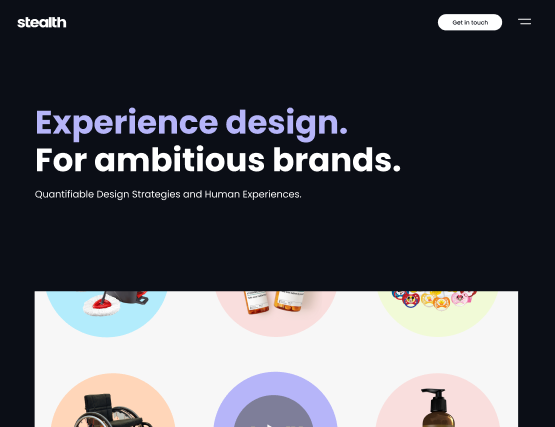 stealth
Get in touch
Experience design.
For ambitious brands.
Quantifiable Design Strategies and Human Experiences.